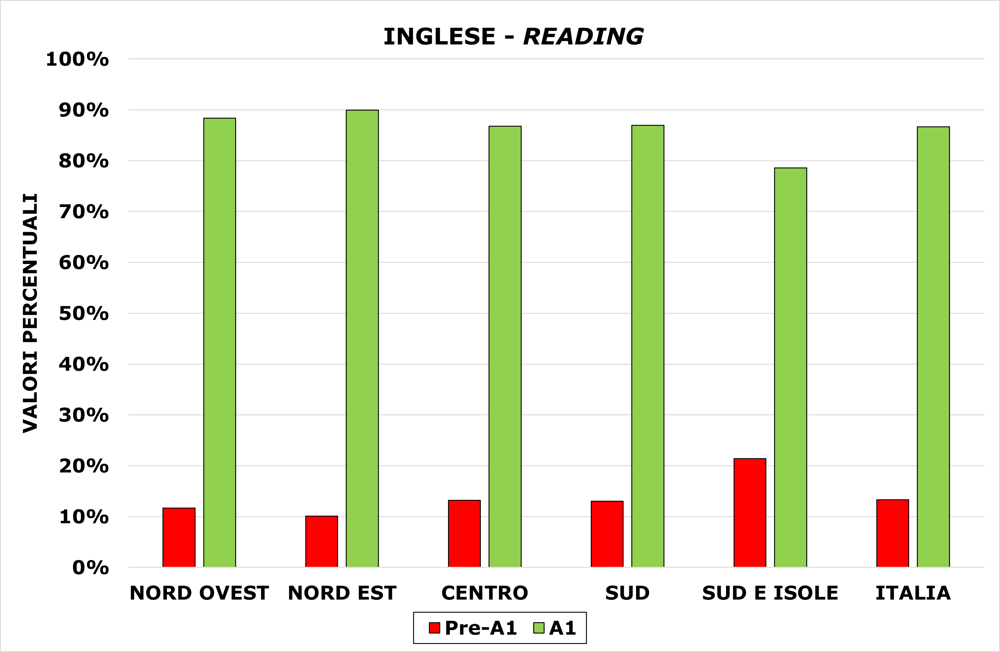 INGLESE - READING
100%
90%
80%
70%
60%
50%
40%
30%
20%
10%
0%
VALORI PERCENTUALI
NORD OVEST
NORD EST
CENTRO
SUD
SUD E ISOLE
ITALIA
Pre-A1
A1